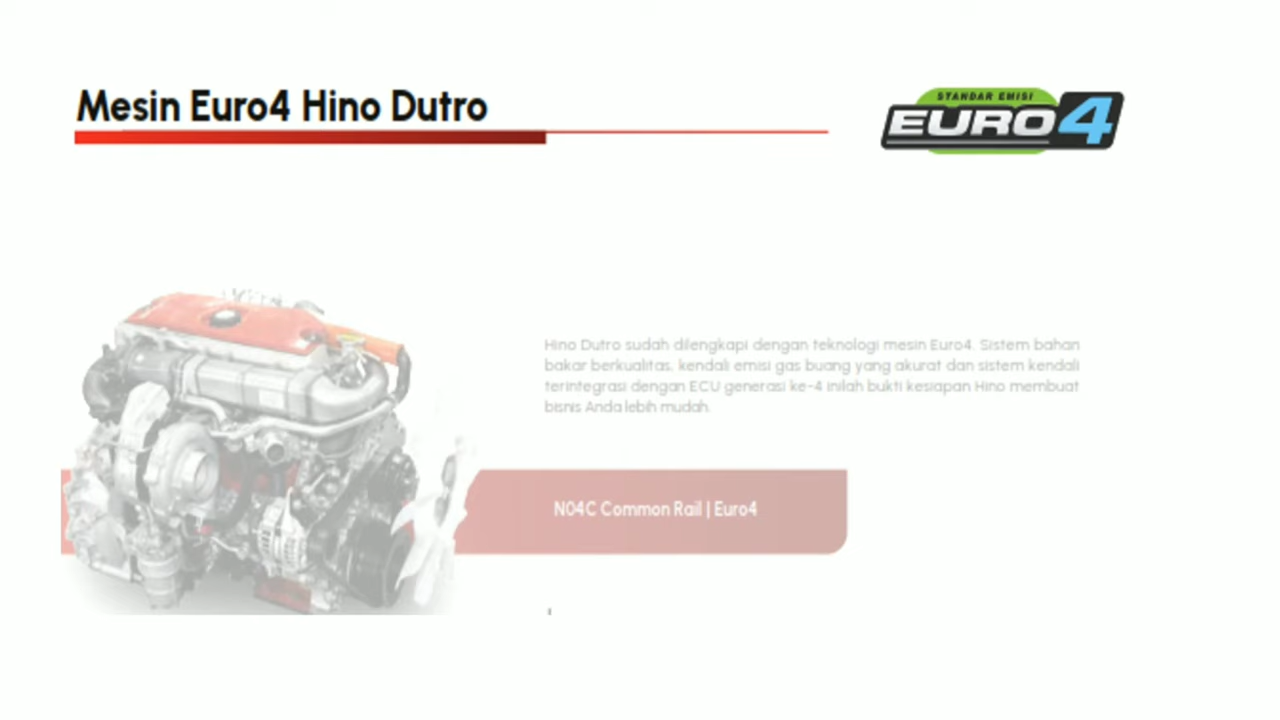 Mesin Euro4 Hino Dutro
STANDAR EMISI
EURO4
Hino Dutro sudah dilengkapi dengan teknologi mesin Euro4. Sistem bahan
bakar berkualitas, kendali emisi gas buang yang akurat dan sistem kendali
terintegrasi dengan ECU generasi ke-4 inilah bukti kesiapan Hino membuat
bisnis Anda lebih mudah.
N04C Common Rail | Euro4